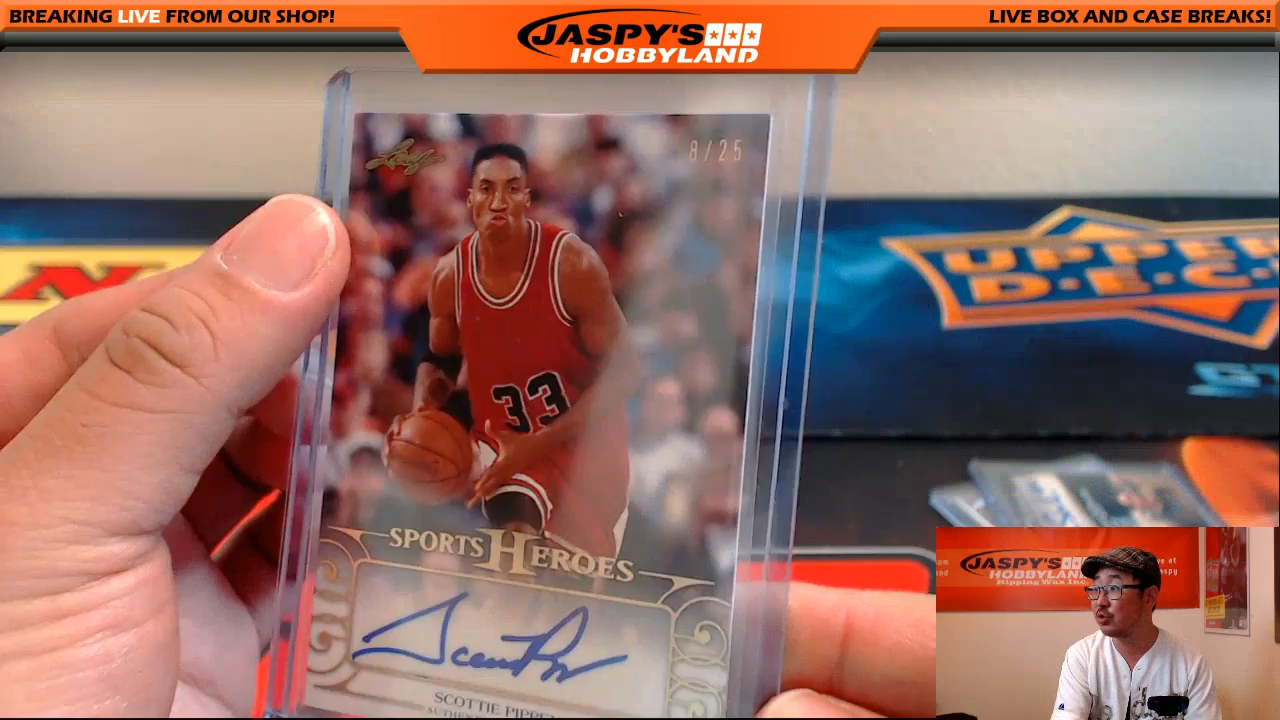 BREAKING LIVE FROM OUR SHOP!
JASPY'S
HOBBYLAND
LIVE BOX AND CASE BREAKS!
Leaf
8/25
UPPER
D·E·C
33
SPORTS HEROES
SCOTTIE PIPPEN
JASPY'S
HOBBYLAND
Ripping Wax Inc